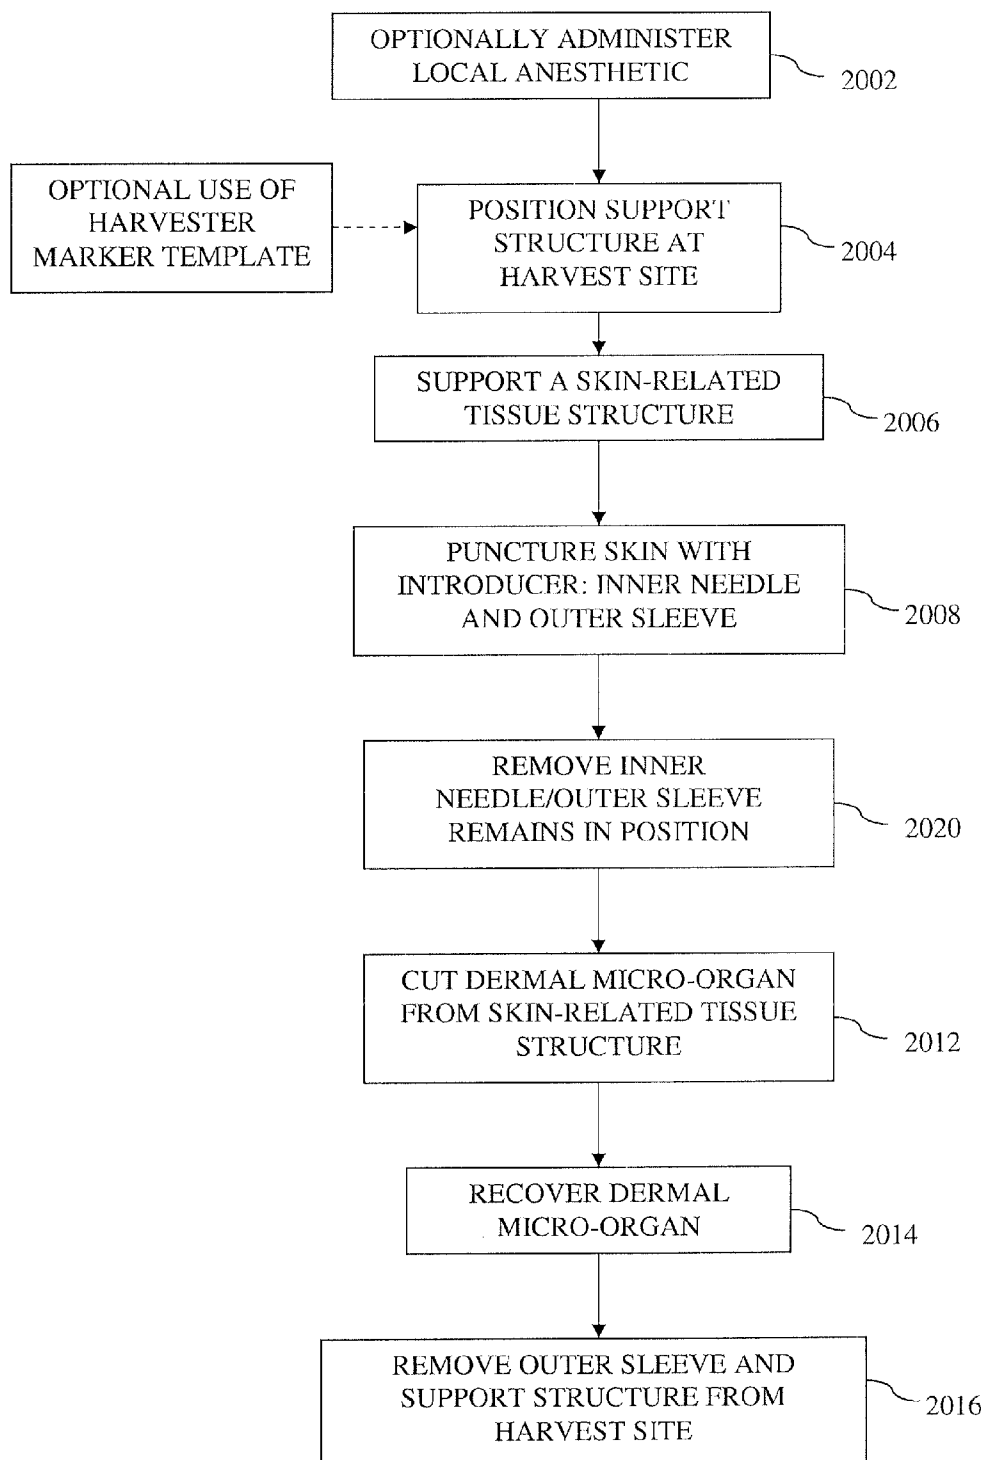 OPTIONALLY ADMINISTER
LOCAL ANESTHETIC
2002
OPTIONAL USE OF
HARVESTER
MARKER TEMPLATE
POSITION SUPPORT
STRUCTURE AT
HARVEST SITE
2004
SUPPORT A SKIN-RELATED
TISSUE STRUCTURE
2006
PUNCTURE SKIN WITH
INTRODUCER: INNER NEEDLE
AND OUTER SLEEVE
2008
REMOVE INNER
NEEDLE/OUTER SLEEVE
REMAINS IN POSITION
2020
CUT DERMAL MICRO-ORGAN
FROM SKIN-RELATED TISSUE
STRUCTURE
2012
RECOVER DERMAL
MICRO-ORGAN
2014
REMOVE OUTER SLEEVE AND
SUPPORT STRUCTURE FROM
HARVEST SITE
2016